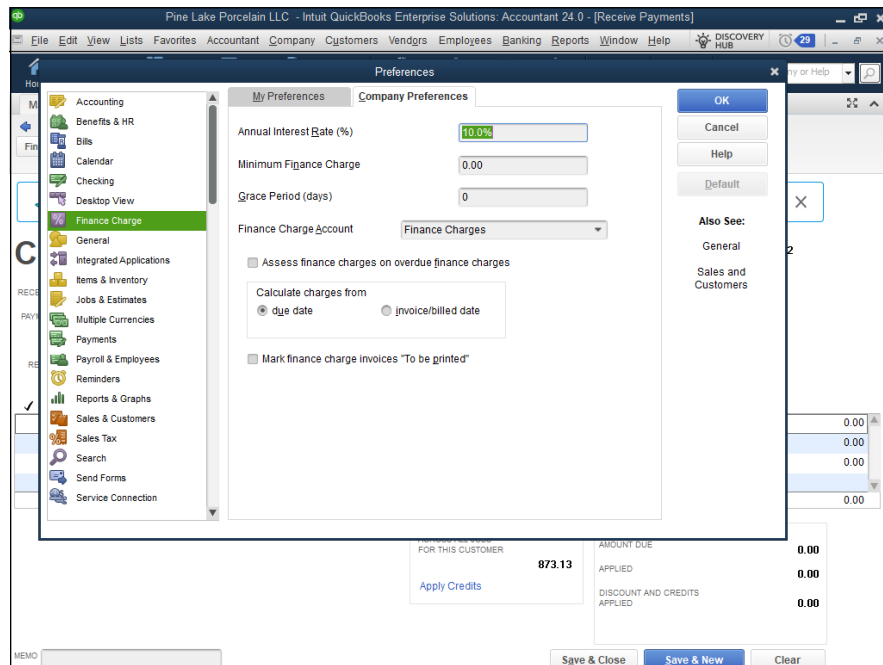 Pine Lake Porcelain LLC - Intuit QuickBooks Enterprise Solutions: Accountant 24.0 - [Receive Payments]
File Edit View Lists Favorites Accountant Company Customers Vendors Employees Banking Reports Window Help DISCOVERY HUB 29
Preferences
ny or Help
Accounting
Benefits & HR
Bills
Calendar
Checking
Desktop View
Finance Charge
General
Integrated Applications
Items & Inventory
Jobs & Estimates
Multiple Currencies
Payments
Payroll & Employees
Reminders
Reports & Graphs
Sales & Customers
Sales Tax
Search
Send Forms
Service Connection
My Preferences Company Preferences
Annual Interest Rate (%) 10.0%
Minimum Finance Charge 0.00
Grace Period (days) 0
Finance Charge Account Finance Charges
Assess finance charges on overdue finance charges
Calculate charges from
due date invoice/billed date
Mark finance charge invoices "To be printed"
OK
Cancel
Help
Default
Also See:
General
Sales and
Customers
2
0.00
0.00
0.00
0.00
FOR THIS CUSTOMER
873.13
Apply Credits
AMOUNT DUE 0.00
APPLIED 0.00
DISCOUNT AND CREDITS
APPLIED 0.00
MEMO
Save & Close Save & New Clear